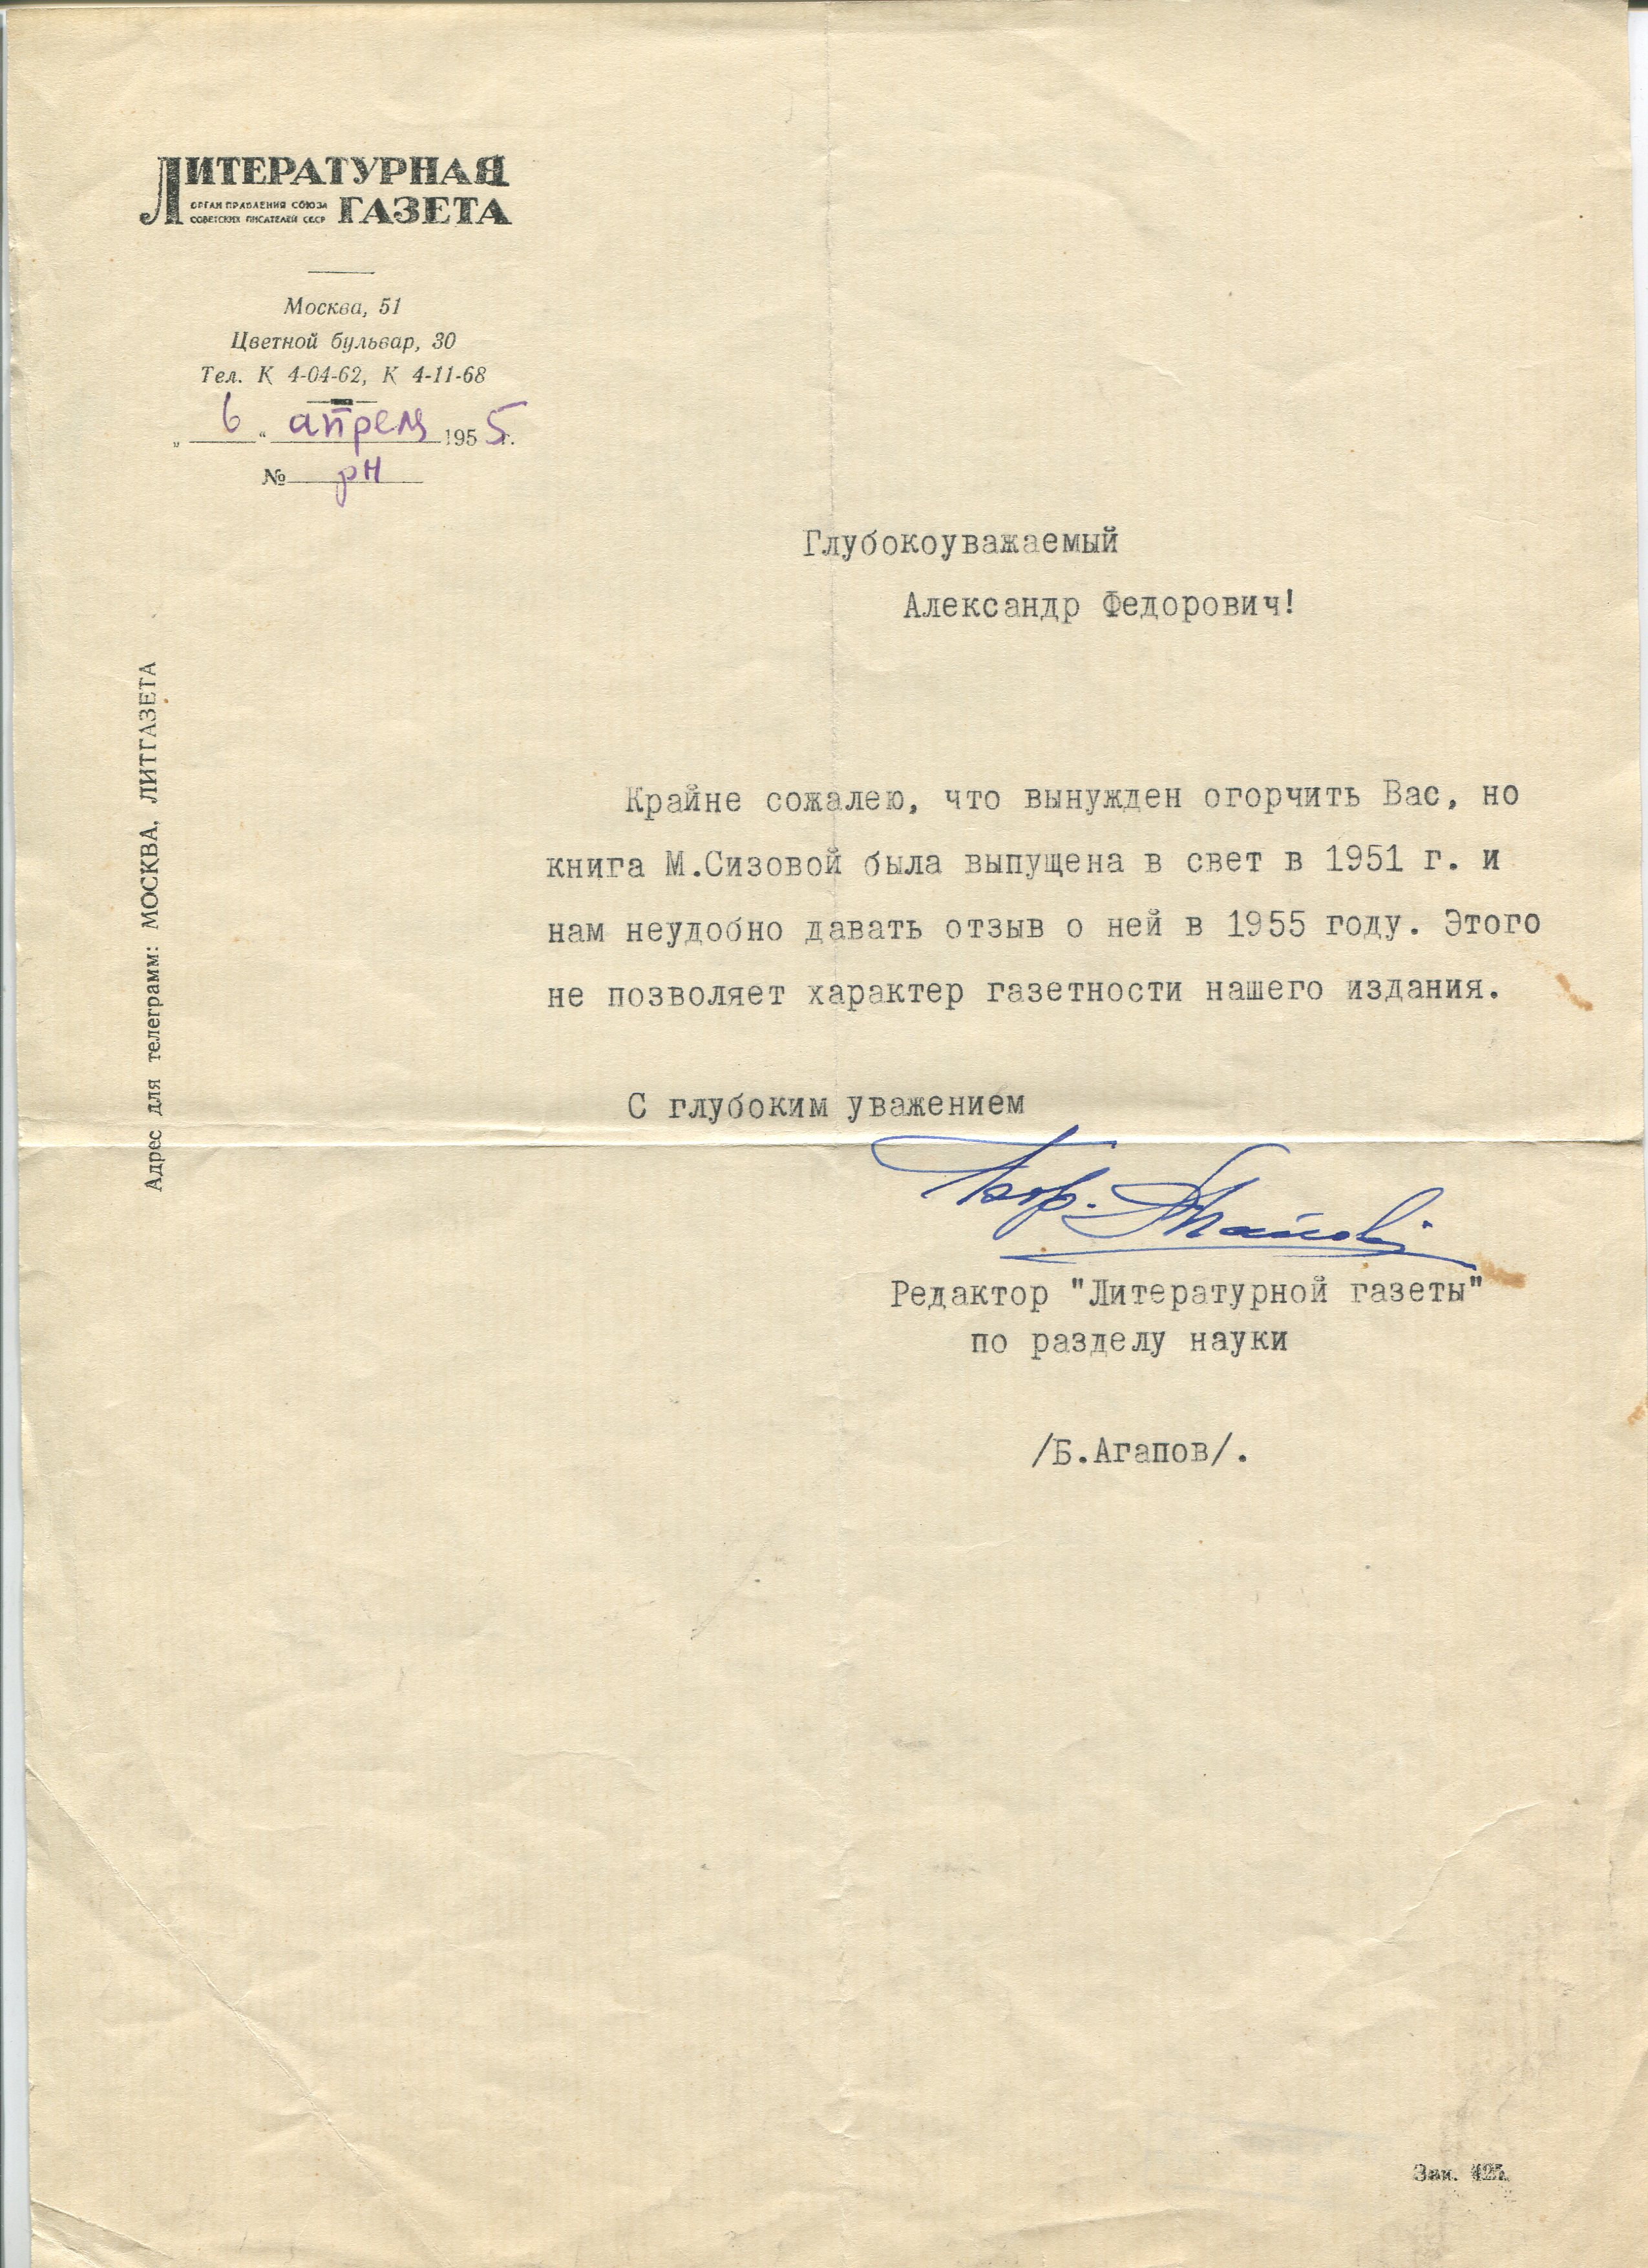 ЛИТЕРАТУРНАЯ
ОРГАН ПРАВЛЕНИЯ СОЮЗА
СОВЕТСКИХ ПИСАТЕЛЕЙ СССР
ГАЗЕТА
Москва, 51
Цветной бульвар, 30
Тел. К 4-04-62, К 4-11-68
„ 6 “ апреля 1955 г.
№ рн
Адрес для телеграмм: МОСКВА, ЛИТГАЗЕТА
Глубокоуважаемый
Александр Федорович!
Крайне сожалею, что вынужден огорчить Вас, но
книга М.Сизовой была выпущена в свет в 1951 г. и
нам неудобно давать отзыв о ней в 1955 году. Этого
не позволяет характер газетности нашего издания.
С глубоким уважением
Бор. Агапов
Редактор "Литературной газеты"
по разделу науки
/Б.Агапов/.
Зак. 425.